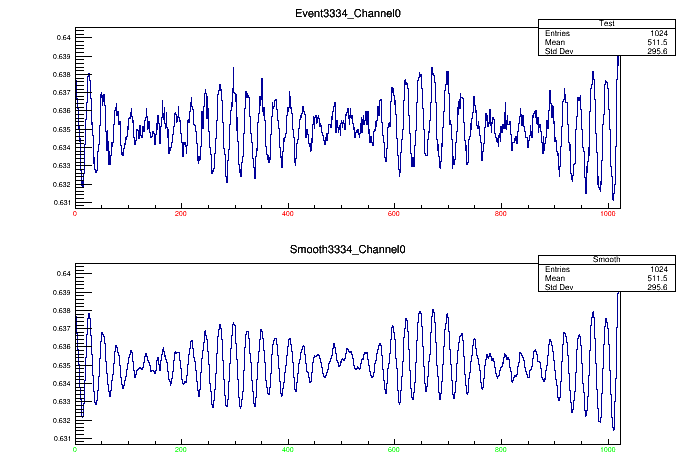 Event3334_Channel0
Test
Entries 1024
Mean 511.5
Std Dev 295.6
0.64
0.639
0.638
0.637
0.636
0.635
0.634
0.633
0.632
0.631
0 200 400 600 800 1000
Smooth3334_Channel0
Smooth
Entries 1024
Mean 511.5
Std Dev 295.6
0.64
0.639
0.638
0.637
0.636
0.635
0.634
0.633
0.632
0.631
0 200 400 600 800 1000